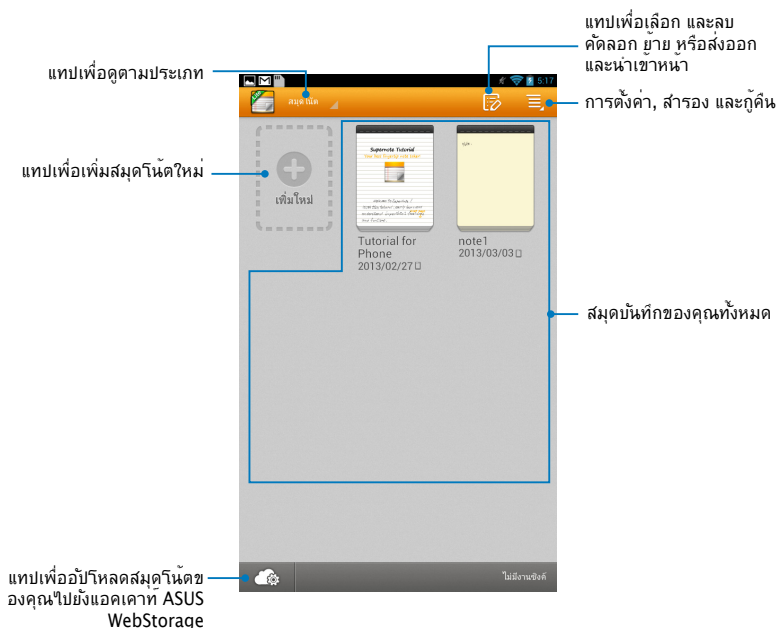 แทปเพื่อเลือก และลบ
คัดลอก ย้าย หรือส่งออก
และนำเข้าหน้า
แทปเพื่อดูตามประเภท
5:17
สมุดโน้ต
การตั้งค่า, สำรอง และกู้คืน
แทปเพื่อเพิ่มสมุดโน้ตใหม่
เพิ่มใหม่
Supernote Tutorial
Tutorial for
Phone
2013/02/27
note1
2013/03/03
สมุดบันทึกของคุณทั้งหมด
แทปเพื่ออัปโหลดสมุดโน้ตข
องคุณไปยังแอคเคาท์ ASUS
WebStorage
ไม่มีงานซิงค์